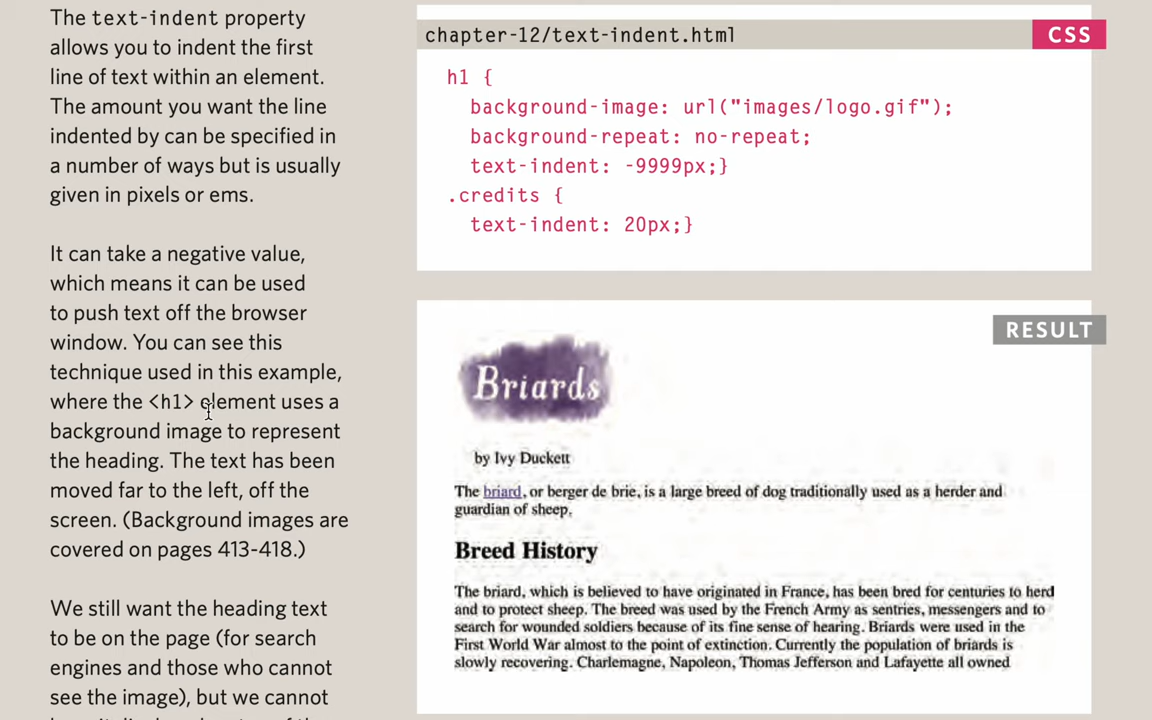 The text-indent property
allows you to indent the first
line of text within an element.
The amount you want the line
indented by can be specified in
a number of ways but is usually
given in pixels or ems.
It can take a negative value,
which means it can be used
to push text off the browser
window. You can see this
technique used in this example,
where the <h1> element uses a
background image to represent
the heading. The text has been
moved far to the left, off the
screen. (Background images are
covered on pages 413-418.)
We still want the heading text
to be on the page (for search
engines and those who cannot
see the image), but we cannot
chapter-12/text-indent.html
CSS
h1 {
background-image: url("images/logo.gif");
background-repeat: no-repeat;
text-indent: -9999px;}
.credits {
text-indent: 20px;}
RESULT
Briards
by Ivy Duckett
The briard, or berger de brie, is a large breed of dog traditionally used as a herder and
guardian of sheep.
Breed History
The briard, which is believed to have originated in France, has been bred for centuries to herd
and to protect sheep. The breed was used by the French Army as sentries, messengers and to
search for wounded soldiers because of its fine sense of hearing. Briards were used in the
First World War almost to the point of extinction. Currently the population of briards is
slowly recovering. Charlemagne, Napoleon, Thomas Jefferson and Lafayette all owned